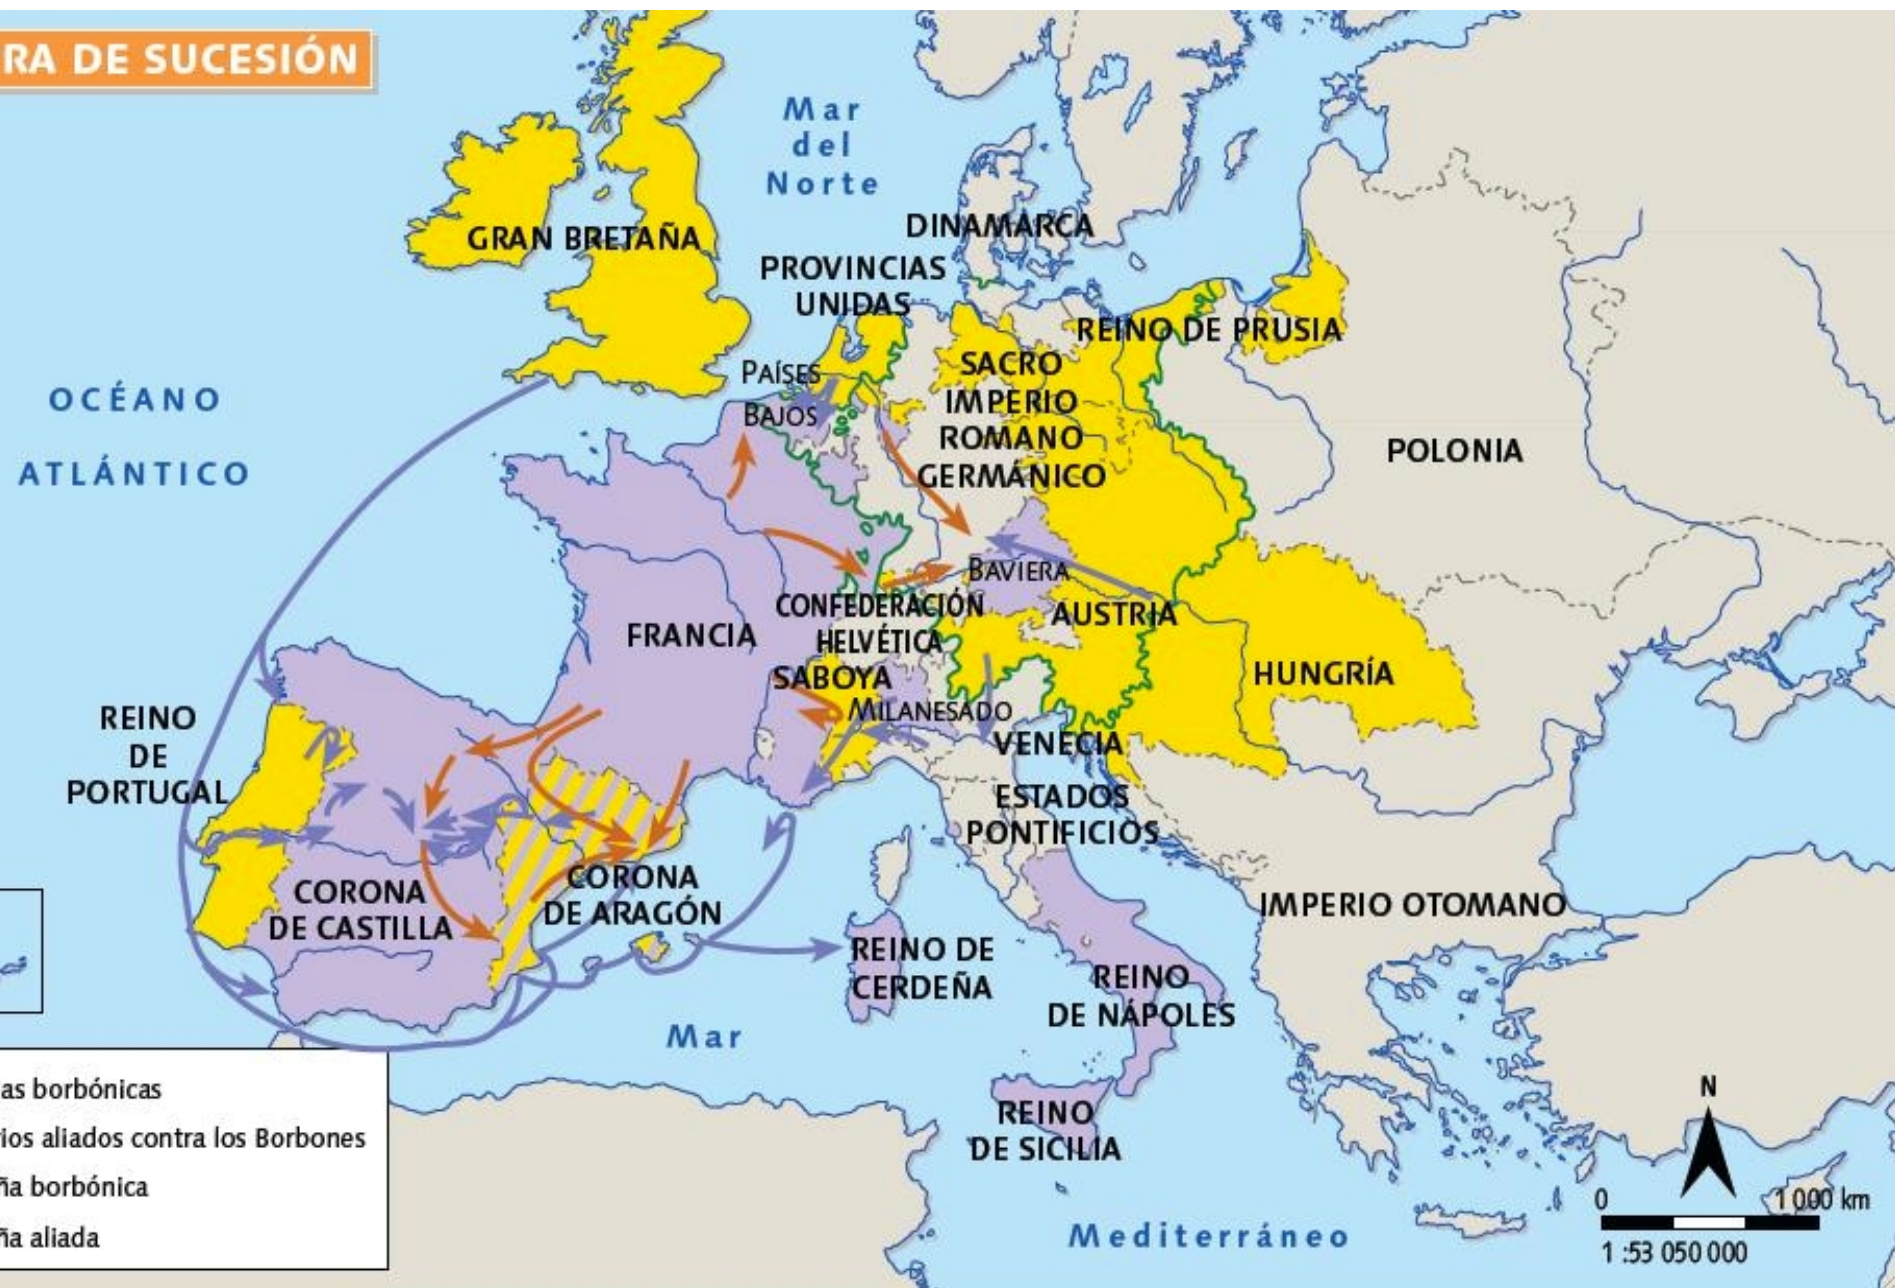 RA DE SUCESIÓN
Mar
del
Norte
GRAN BRETAÑA
DINAMARCA
PROVINCIAS
UNIDAS
REINO DE PRUSIA
PAÍSES
BAJOS
SACRO
IMPERIO
ROMANO
GERMÁNICO
OCÉANO
ATLÁNTICO
POLONIA
BAVIERA
CONFEDERACIÓN
HELVÉTICA
AUSTRIA
FRANCIA
SABOYA
HUNGRÍA
MILANESADO
VENECIA
REINO
DE
PORTUGAL
ESTADOS
PONTIFICIOS
CORONA
DE CASTILLA
CORONA
DE ARAGÓN
IMPERIO OTOMANO
REINO DE
CERDEÑA
REINO
DE NÁPOLES
Mar
REINO
DE SICILIA
Mediterráneo
as borbónicas
rios aliados contra los Borbones
ña borbónica
ña aliada
N
0 1 000 km
1 :53 050 000